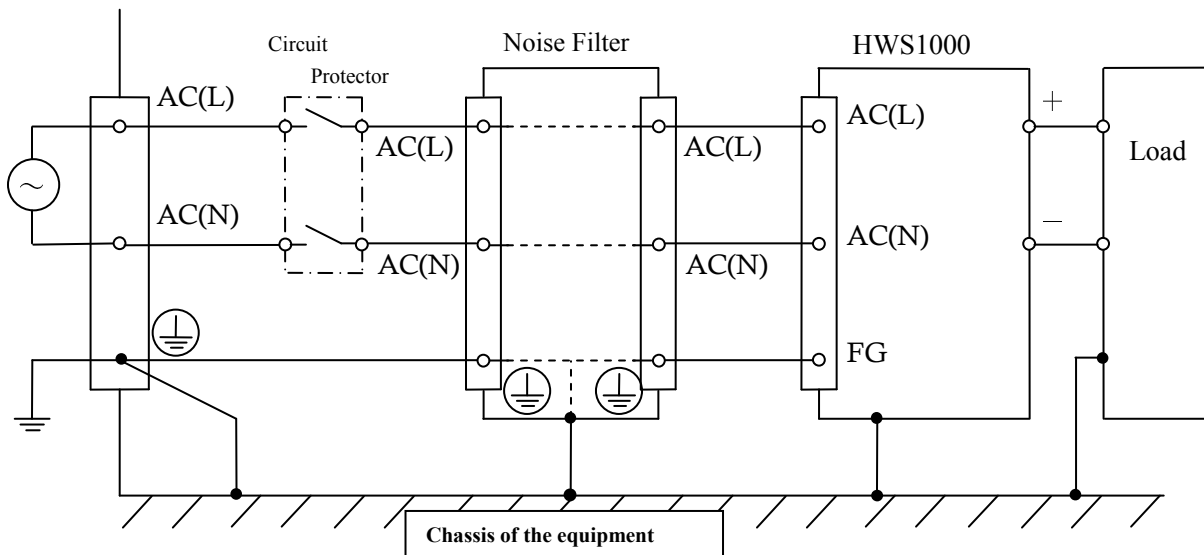 Circuit
Protector
Noise Filter
HWS1000
AC(L)
AC(L)
AC(L)
AC(L)
+
−
Load
AC(N)
AC(N)
AC(N)
AC(N)
FG
Chassis of the equipment